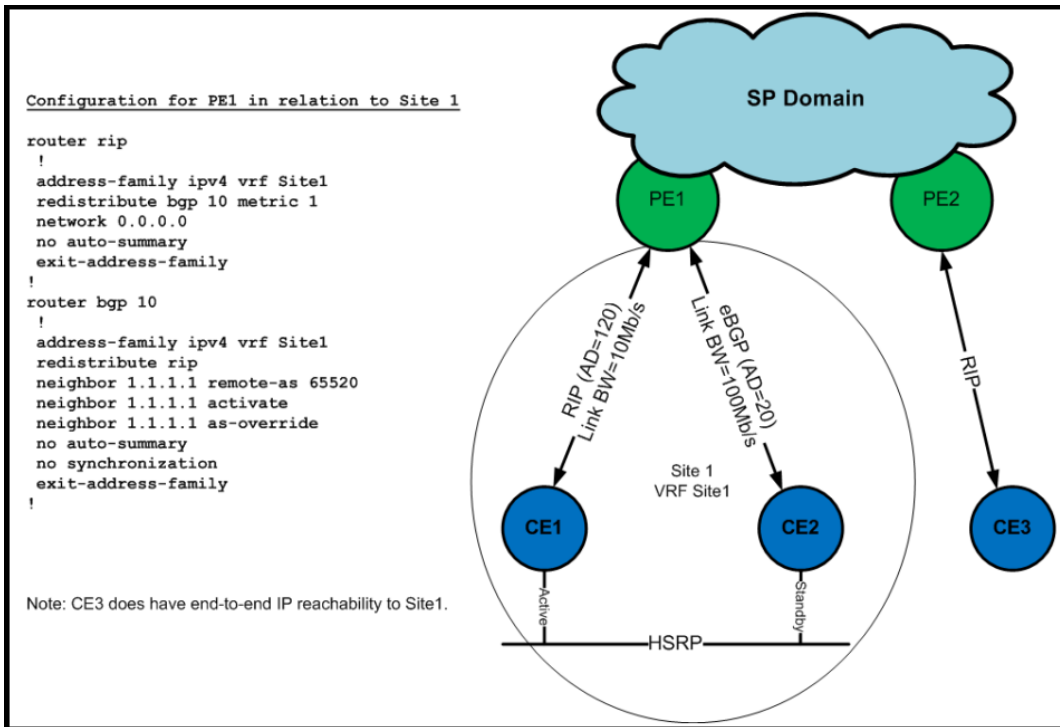 Configuration for PE1 in relation to Site 1
router rip
!
address-family ipv4 vrf Site1
redistribute bgp 10 metric 1
network 0.0.0.0
no auto-summary
exit-address-family
!
router bgp 10
!
address-family ipv4 vrf Site1
redistribute rip
neighbor 1.1.1.1 remote-as 65520
neighbor 1.1.1.1 activate
neighbor 1.1.1.1 as-override
no auto-summary
no synchronization
exit-address-family
!
Note: CE3 does have end-to-end IP reachability to Site1.
SP Domain
PE1
PE2
RIP (AD=120)
Link BW=10Mb/s
eBGP (AD=20)
Link BW=100Mb/s
RIP
Site 1
VRF Site1
CE1
CE2
CE3
Active
Standby
HSRP